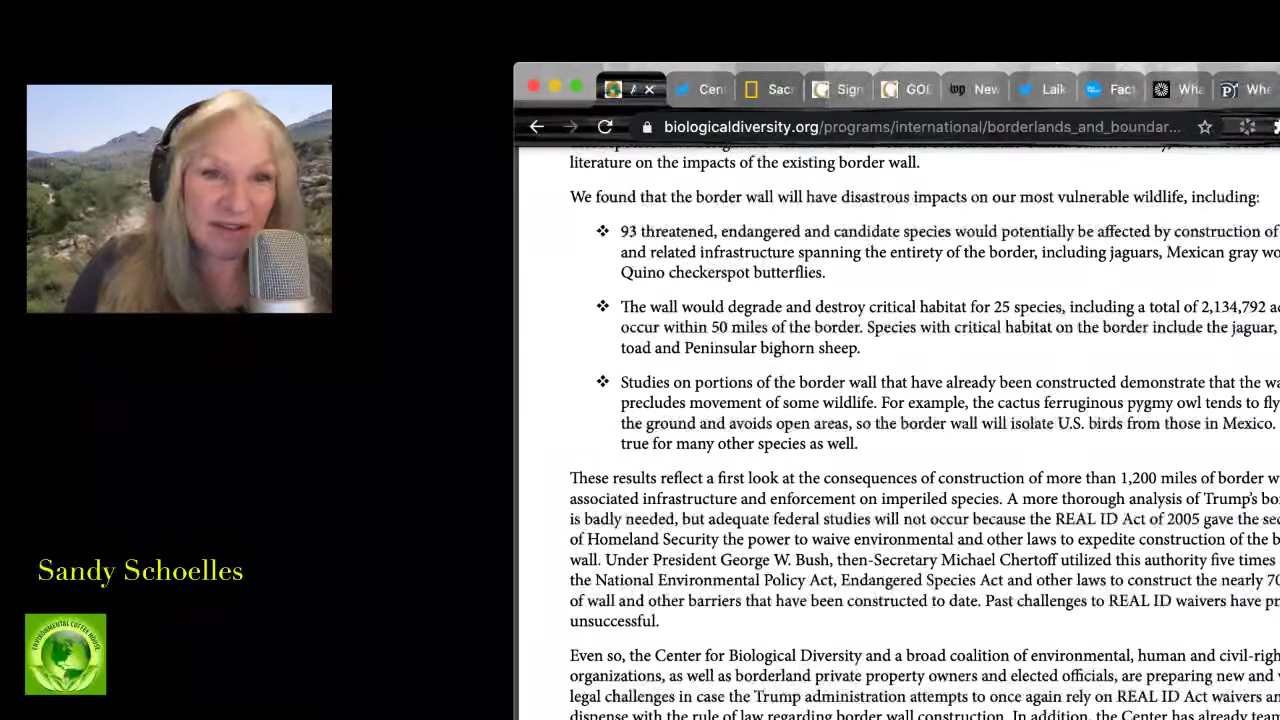 A
Cen
Sac
Sign
GOI
wp New
Laik
Fact
Wha
Whe
biologicaldiversity.org/programs/international/borderlands_and_boundar...
literature on the impacts of the existing border wall.
We found that the border wall will have disastrous impacts on our most vulnerable wildlife, including:
❖ 93 threatened, endangered and candidate species would potentially be affected by construction of
and related infrastructure spanning the entirety of the border, including jaguars, Mexican gray wo
Quino checkerspot butterflies.
❖ The wall would degrade and destroy critical habitat for 25 species, including a total of 2,134,792 ac
occur within 50 miles of the border. Species with critical habitat on the border include the jaguar,
toad and Peninsular bighorn sheep.
❖ Studies on portions of the border wall that have already been constructed demonstrate that the wa
precludes movement of some wildlife. For example, the cactus ferruginous pygmy owl tends to fly
the ground and avoids open areas, so the border wall will isolate U.S. birds from those in Mexico.
true for many other species as well.
These results reflect a first look at the consequences of construction of more than 1,200 miles of border w
associated infrastructure and enforcement on imperiled species. A more thorough analysis of Trump's bo
is badly needed, but adequate federal studies will not occur because the REAL ID Act of 2005 gave the sec
of Homeland Security the power to waive environmental and other laws to expedite construction of the b
wall. Under President George W. Bush, then-Secretary Michael Chertoff utilized this authority five times
the National Environmental Policy Act, Endangered Species Act and other laws to construct the nearly 70
of wall and other barriers that have been constructed to date. Past challenges to REAL ID waivers have pr
unsuccessful.
Even so, the Center for Biological Diversity and a broad coalition of environmental, human and civil-righ
organizations, as well as borderland private property owners and elected officials, are preparing new and v
legal challenges in case the Trump administration attempts to once again rely on REAL ID Act waivers an
dispense with the rule of law regarding border wall construction. In addition, the Center has already tea
Sandy Schoelles
ENVIRONMENTAL COFFEE HOUSE